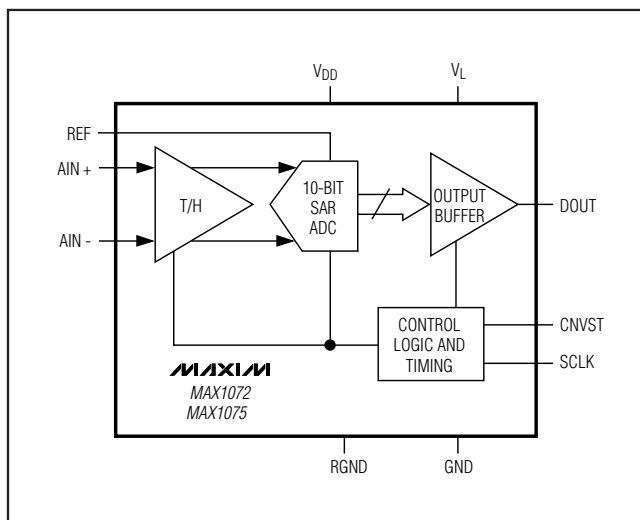 V_DD
V_L
REF
AIN +
AIN -
T/H
10-BIT
SAR
ADC
OUTPUT
BUFFER
DOUT
CONTROL
LOGIC AND
TIMING
CNVST
SCLK
MAXIM
MAX1072
MAX1075
RGND
GND